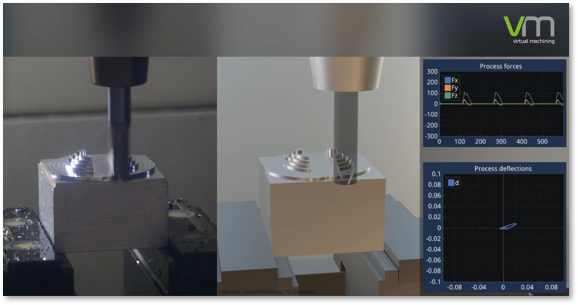 vm
virtual machining
Process forces
300
200
100
0
-100
-200
-300
Fx
Fy
Fz
0 100 200 300 400 500
Process deflections
0.1
0.08
0.06
0.04
0.02
0
-0.02
-0.04
-0.06
-0.08
-0.1
d
-0.08 -0.04 0 0.04 0.08